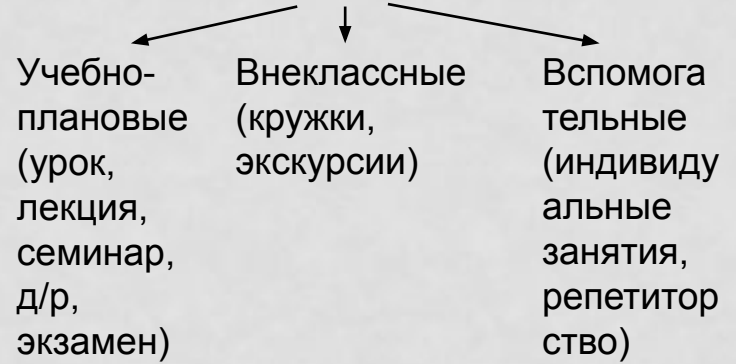 Учебно-
плановые
(урок,
лекция,
семинар,
д/р,
экзамен)
Внеклассные
(кружки,
экскурсии)
Вспомога
тельные
(индивиду
альные
занятия,
репетитор
ство)